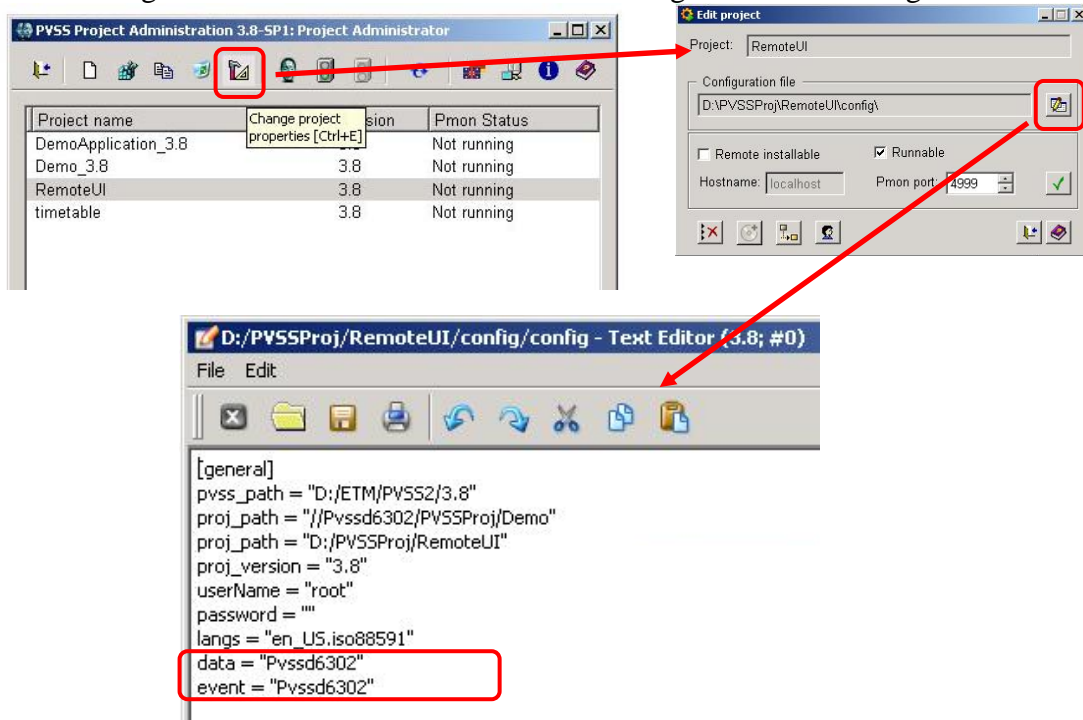 PVSS Project Administration 3.8-SP1: Project Administrator
Project name
sion
Pmon Status
Change project
properties [Ctrl+E]
DemoApplication_3.8
Not running
Demo_3.8
3.8
Not running
RemoteUI
3.8
Not running
timetable
3.8
Not running
Edit project
Project:
RemoteUI
Configuration file
D:\PVSSProj\RemoteUI\config\
Remote installable
Runnable
Hostname:
localhost
Pmon port:
4999
D:/PVSSProj/RemoteUI/config/config - Text Editor (3.8; #0)
File Edit
[general]
pvss_path = "D:/ETM/PVSS2/3.8"
proj_path = "//Pvssd6302/PVSSProj/Demo"
proj_path = "D:/PVSSProj/RemoteUI"
proj_version = "3.8"
userName = "root"
password = ""
langs = "en_US.iso88591"
data = "Pvssd6302"
event = "Pvssd6302"